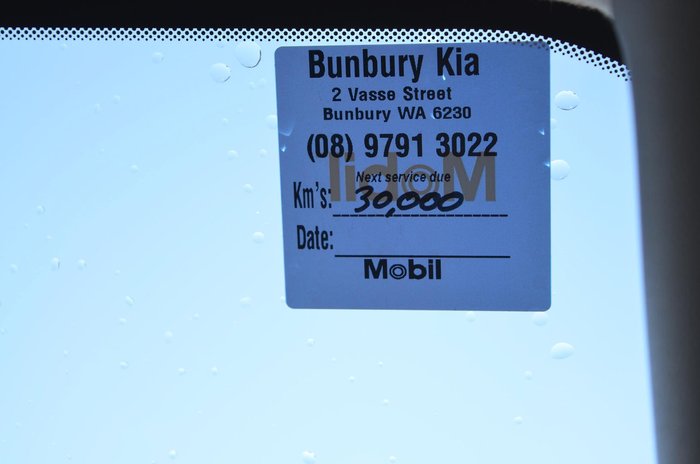 Bunbury Kia
2 Vasse Street
Bunbury WA 6230
(08) 9791 3022
Mobil
Next service due
Km's: 30,000
Date:
Mobil